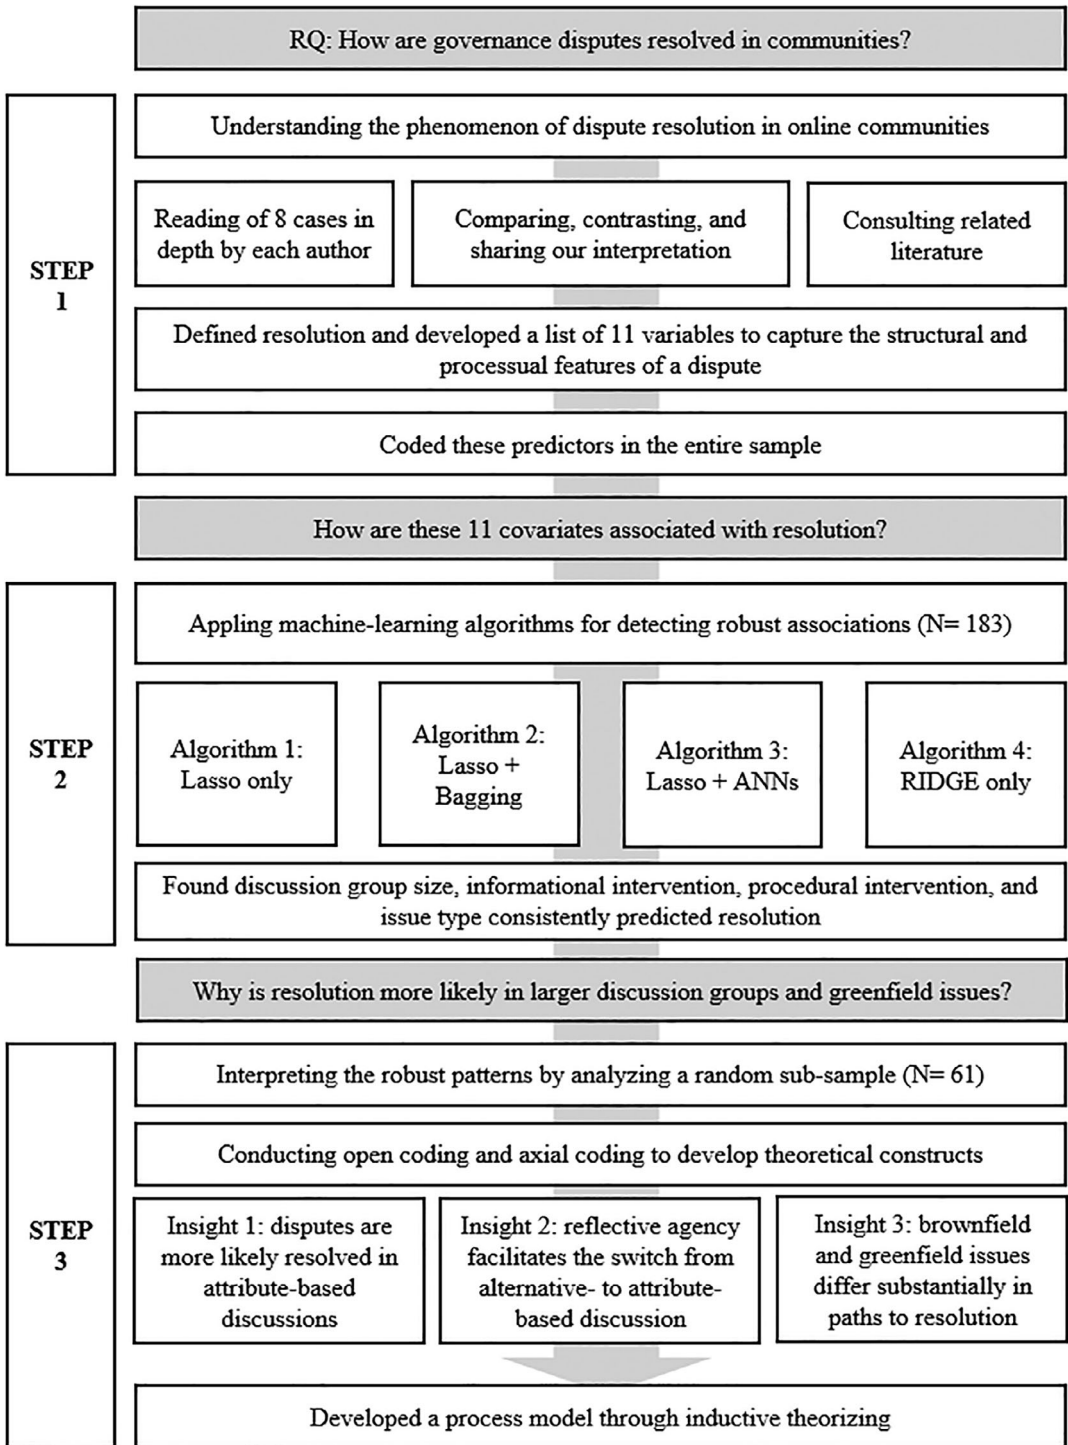 RQ: How are governance disputes resolved in communities?
STEP
1
Understanding the phenomenon of dispute resolution in online communities
Reading of 8 cases in
depth by each author
Comparing, contrasting, and
sharing our interpretation
Consulting related
literature
Defined resolution and developed a list of 11 variables to capture the structural and
processual features of a dispute
Coded these predictors in the entire sample
How are these 11 covariates associated with resolution?
STEP
2
Appling machine-learning algorithms for detecting robust associations (N= 183)
Algorithm 1:
Lasso only
Algorithm 2:
Lasso +
Bagging
Algorithm 3:
Lasso + ANNs
Algorithm 4:
RIDGE only
Found discussion group size, informational intervention, procedural intervention, and
issue type consistently predicted resolution
Why is resolution more likely in larger discussion groups and greenfield issues?
STEP
3
Interpreting the robust patterns by analyzing a random sub-sample (N= 61)
Conducting open coding and axial coding to develop theoretical constructs
Insight 1: disputes are
more likely resolved in
attribute-based
discussions
Insight 2: reflective agency
facilitates the switch from
alternative- to attribute-
based discussion
Insight 3: brownfield
and greenfield issues
differ substantially in
paths to resolution
Developed a process model through inductive theorizing